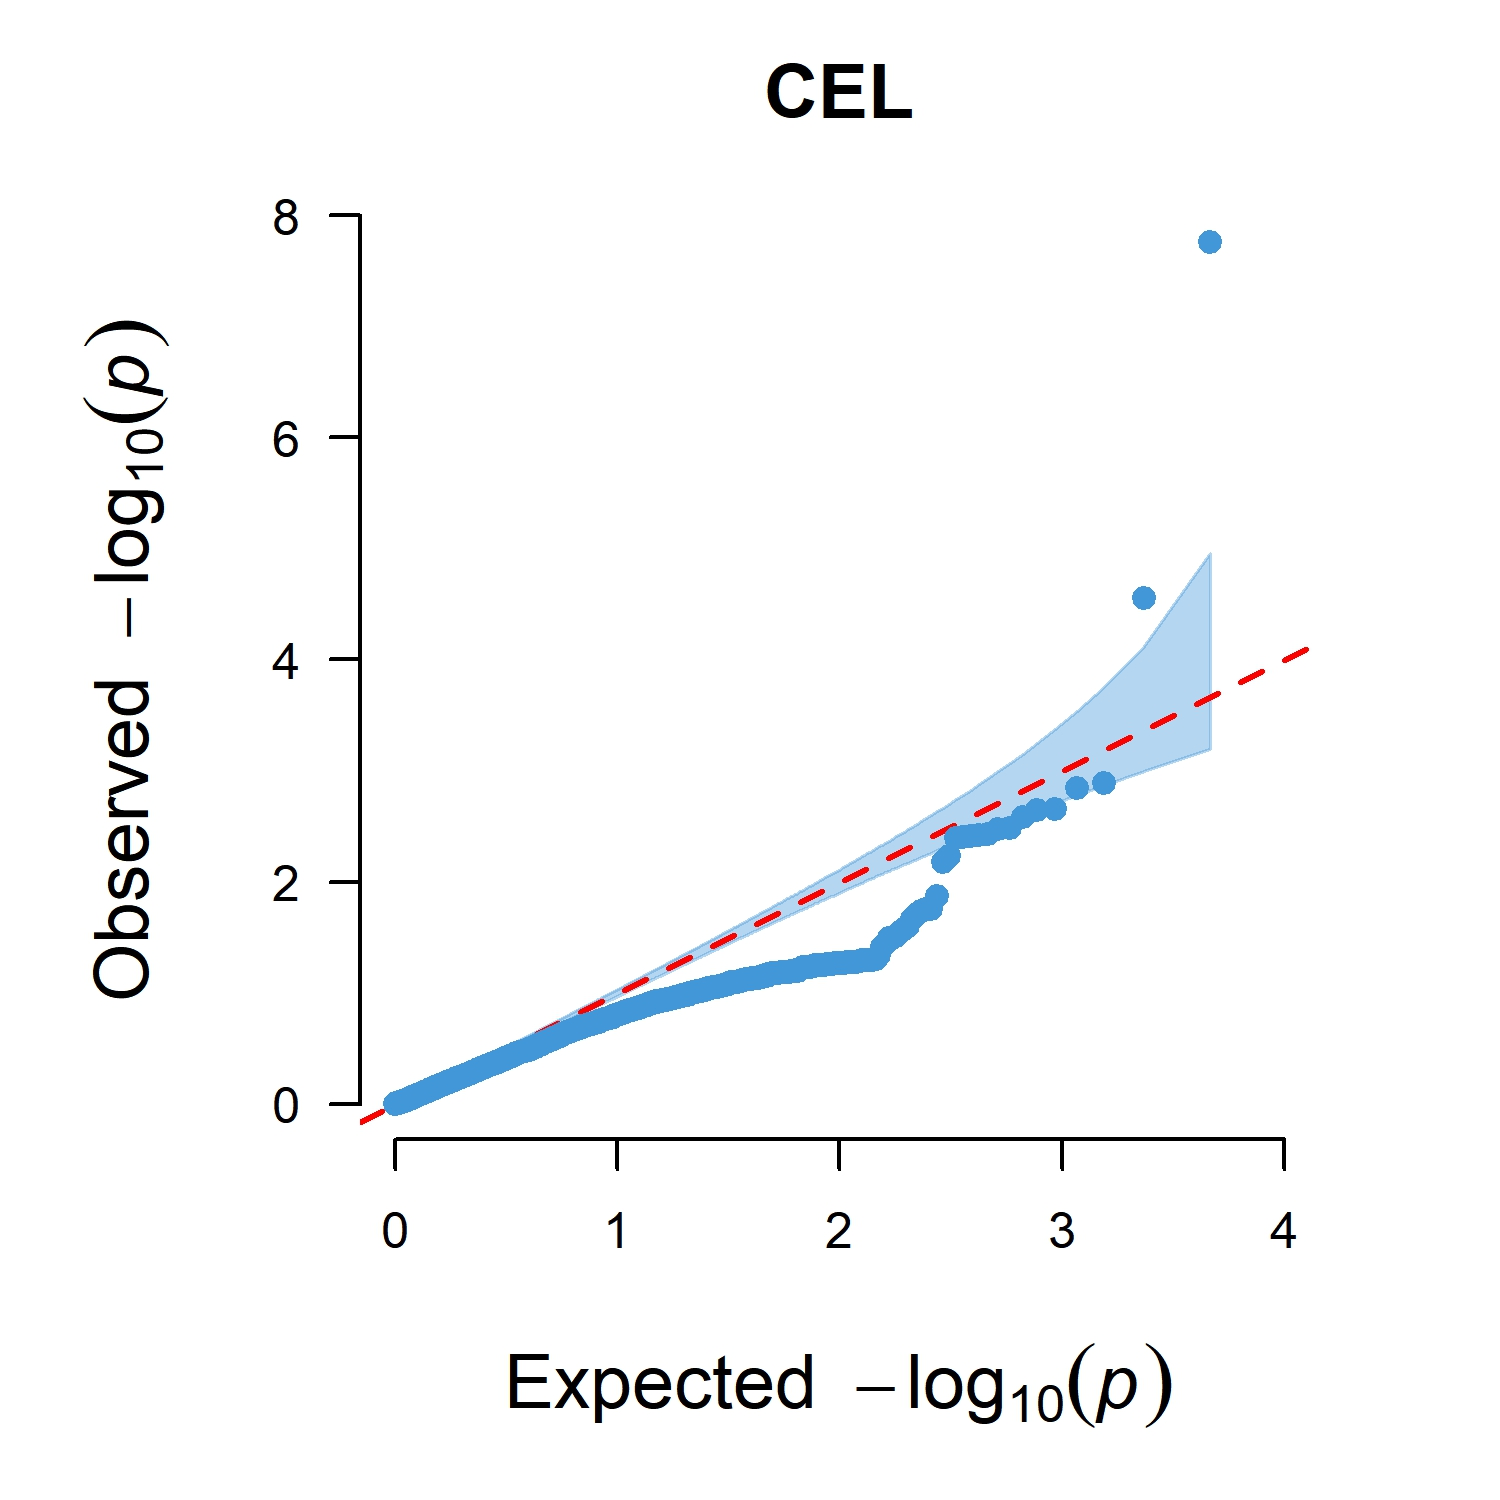 CEL
Observed −log₁₀(p)
8
6
4
2
0
0 1 2 3 4
Expected −log₁₀(p)